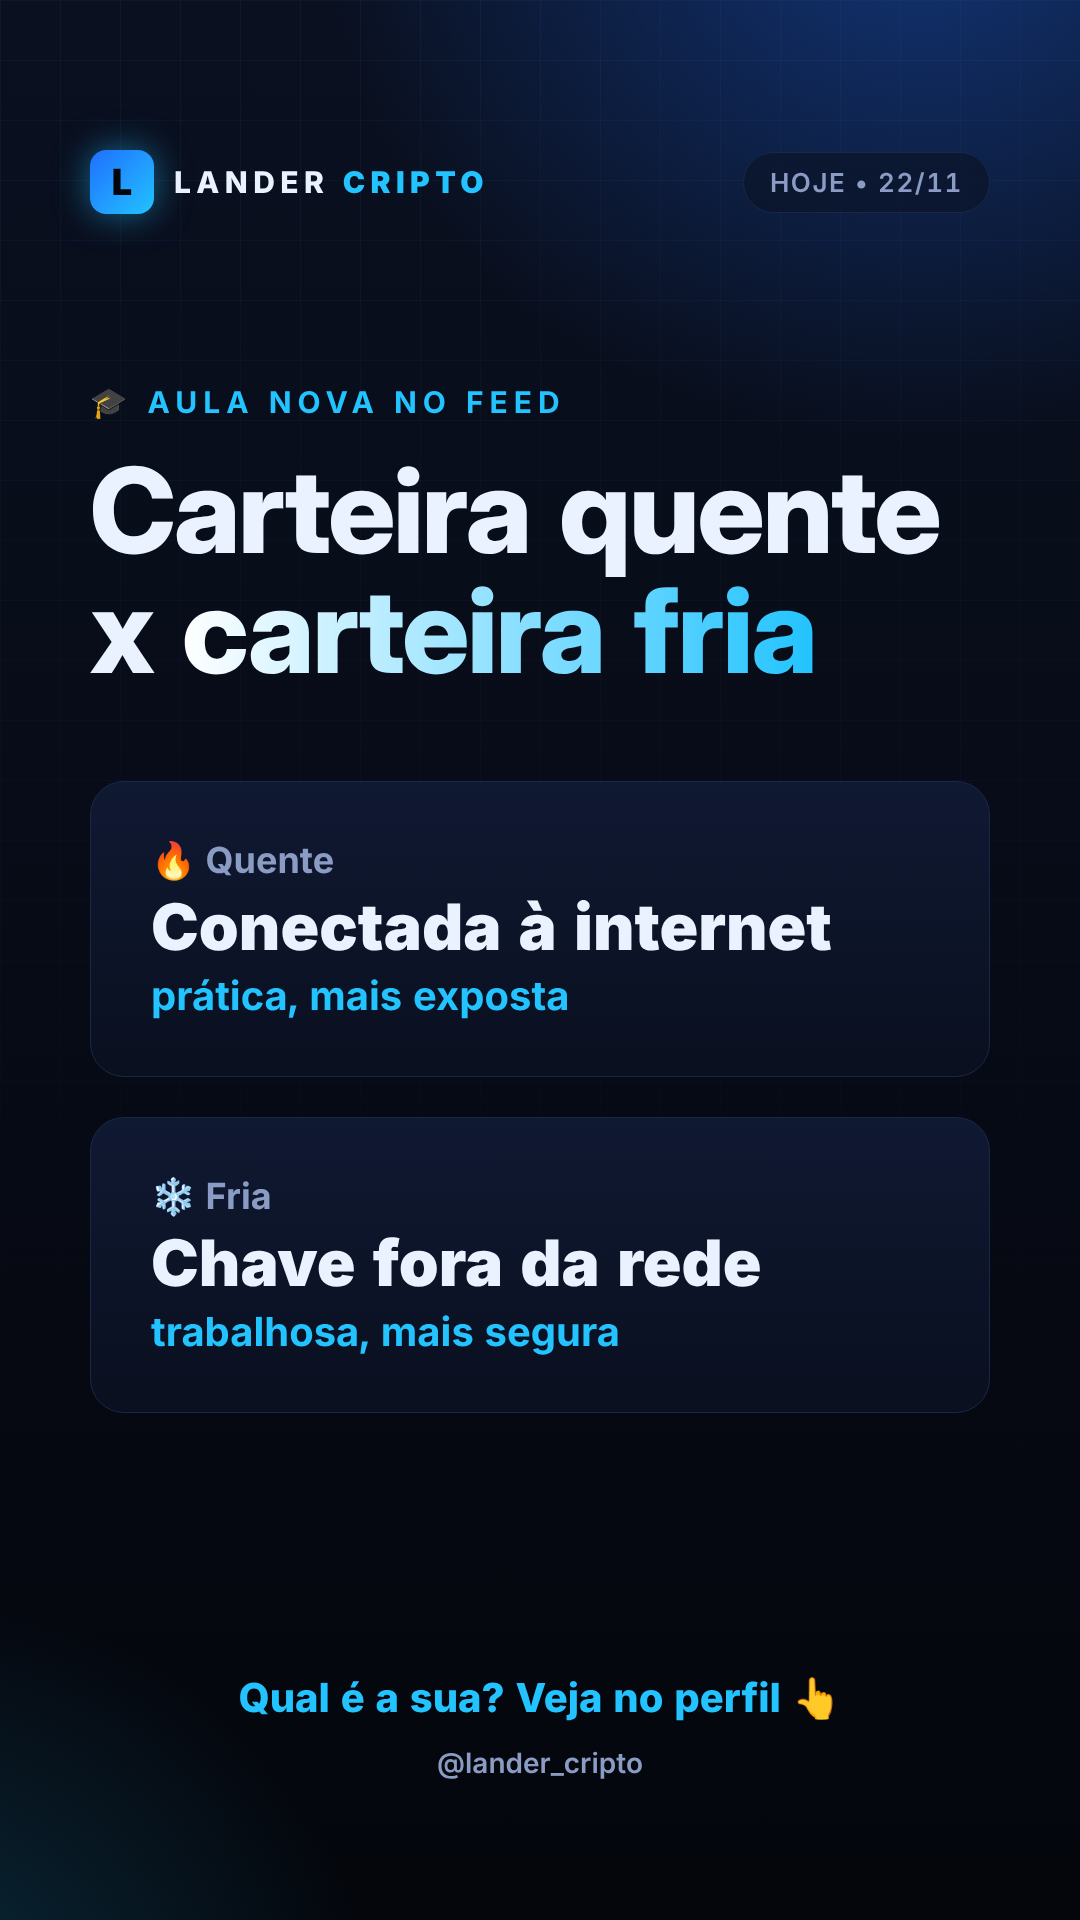 L LANDER CRIPTO
HOJE • 22/11
🎓 AULA NOVA NO FEED
Carteira quente
x carteira fria
🔥 Quente
Conectada à internet
prática, mais exposta
❄️ Fria
Chave fora da rede
trabalhosa, mais segura
Qual é a sua? Veja no perfil 👆
@lander_cripto